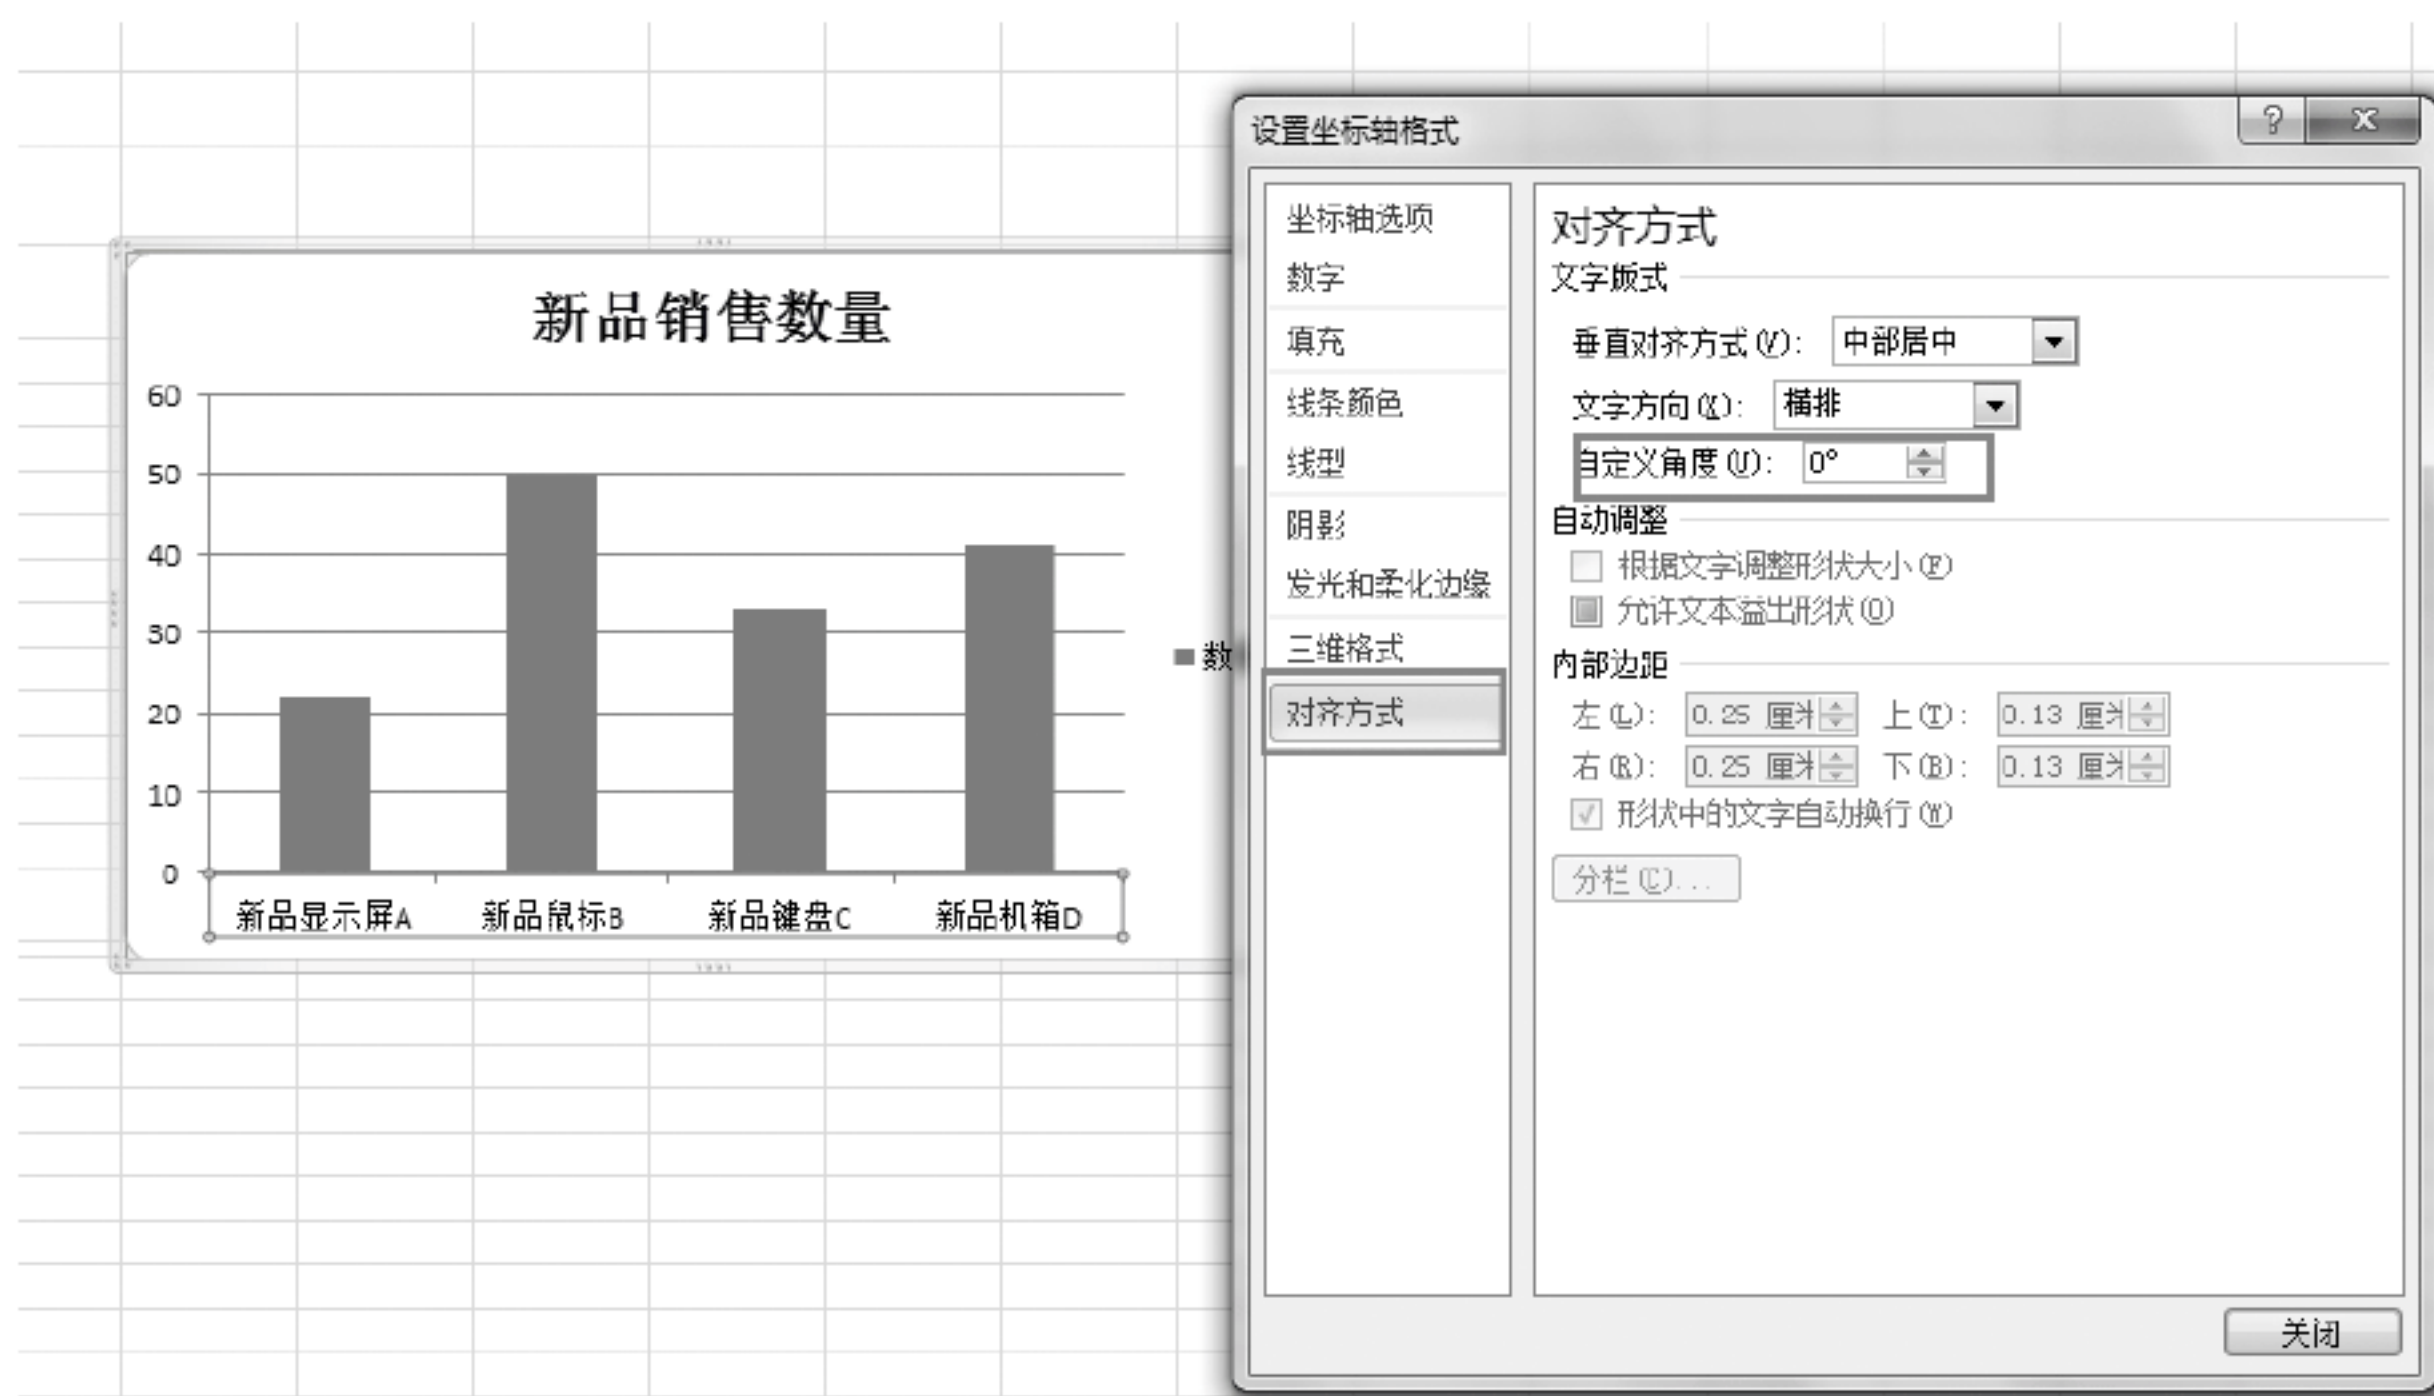 新品销售数量
60
50
40
30
20
10
0
新品显示屏A 新品鼠标B 新品键盘C 新品机箱D
数
设置坐标轴格式
?
坐标轴选项
数字
填充
线条颜色
线型
阴影
发光和柔化边缘
三维格式
对齐方式
对齐方式
文字版式
垂直对齐方式(V): 中部居中
文字方向(X): 横排
自定义角度(U): 0°
自动调整
根据文字调整形状大小(F)
允许文本溢出形状(O)
内部边距
左(L): 0.25 厘米 上(T): 0.13 厘米
右(R): 0.25 厘米 下(B): 0.13 厘米
形状中的文字自动换行(W)
分栏(C)...
关闭